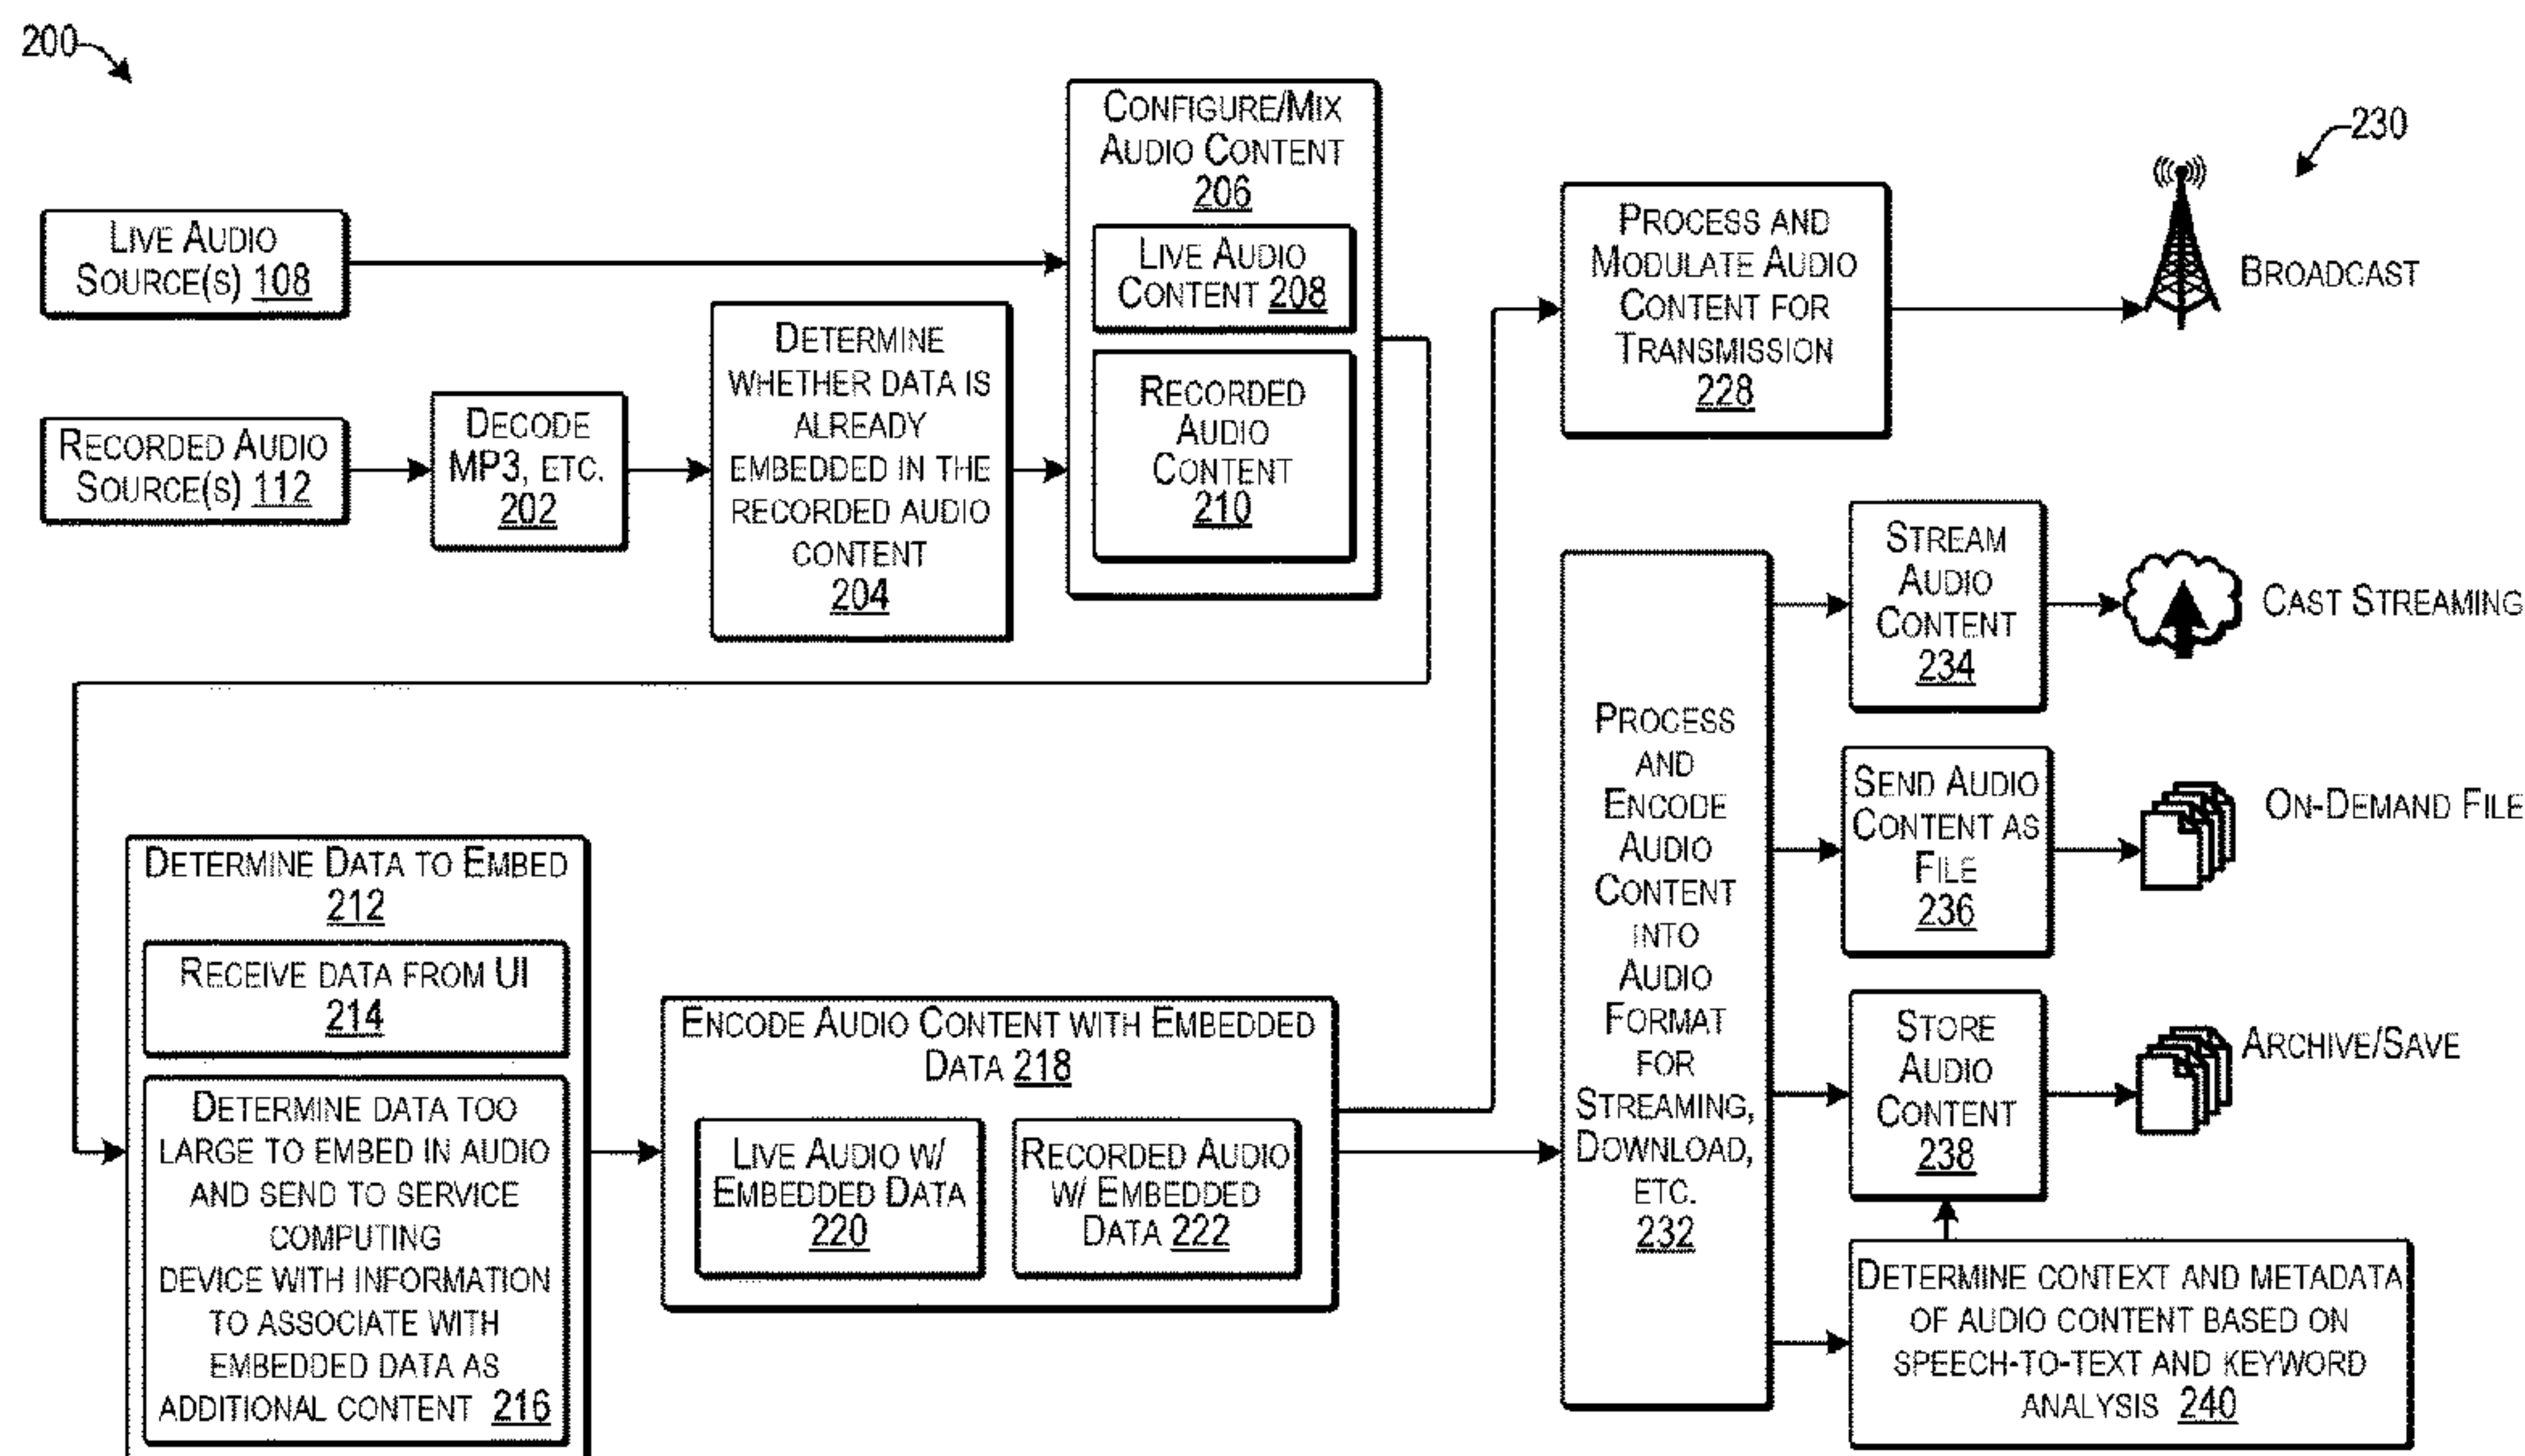 200
LIVE AUDIO
SOURCE(S) 108
RECORDED AUDIO
SOURCE(S) 112
DECODE
MP3, ETC.
202
DETERMINE
WHETHER DATA IS
ALREADY
EMBEDDED IN THE
RECORDED AUDIO
CONTENT
204
CONFIGURE/MIX
AUDIO CONTENT
206
LIVE AUDIO
CONTENT 208
RECORDED
AUDIO
CONTENT
210
DETERMINE DATA TO EMBED
212
RECEIVE DATA FROM UI
214
DETERMINE DATA TOO
LARGE TO EMBED IN AUDIO
AND SEND TO SERVICE
COMPUTING
DEVICE WITH INFORMATION
TO ASSOCIATE WITH
EMBEDDED DATA AS
ADDITIONAL CONTENT 216
ENCODE AUDIO CONTENT WITH EMBEDDED
DATA 218
LIVE AUDIO W/
EMBEDDED DATA
220
RECORDED AUDIO
W/ EMBEDDED
DATA 222
PROCESS AND
MODULATE AUDIO
CONTENT FOR
TRANSMISSION
228
230
BROADCAST
PROCESS
AND
ENCODE
AUDIO
CONTENT
INTO
AUDIO
FORMAT
FOR
STREAMING,
DOWNLOAD,
ETC.
232
STREAM
AUDIO
CONTENT
234
CAST STREAMING
SEND AUDIO
CONTENT AS
FILE
236
ON-DEMAND FILE
STORE
AUDIO
CONTENT
238
ARCHIVE/SAVE
DETERMINE CONTEXT AND METADATA
OF AUDIO CONTENT BASED ON
SPEECH-TO-TEXT AND KEYWORD
ANALYSIS 240